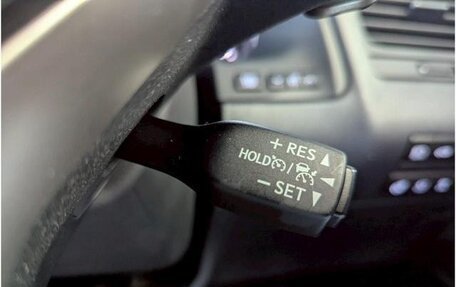 + RES
HOLD /
− SET